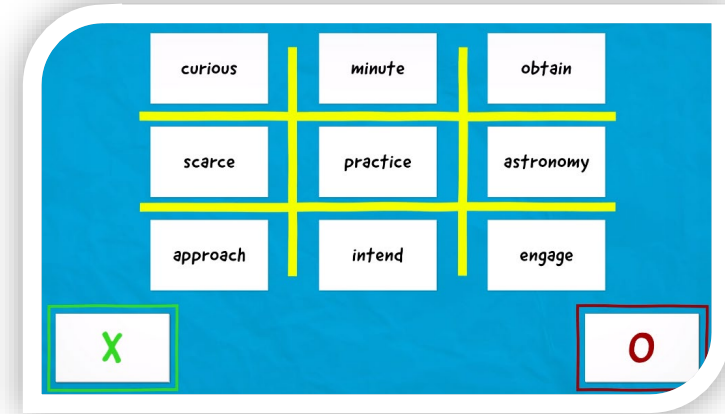 curious minute obtain
scarce practice astronomy
approach intend engage
X O